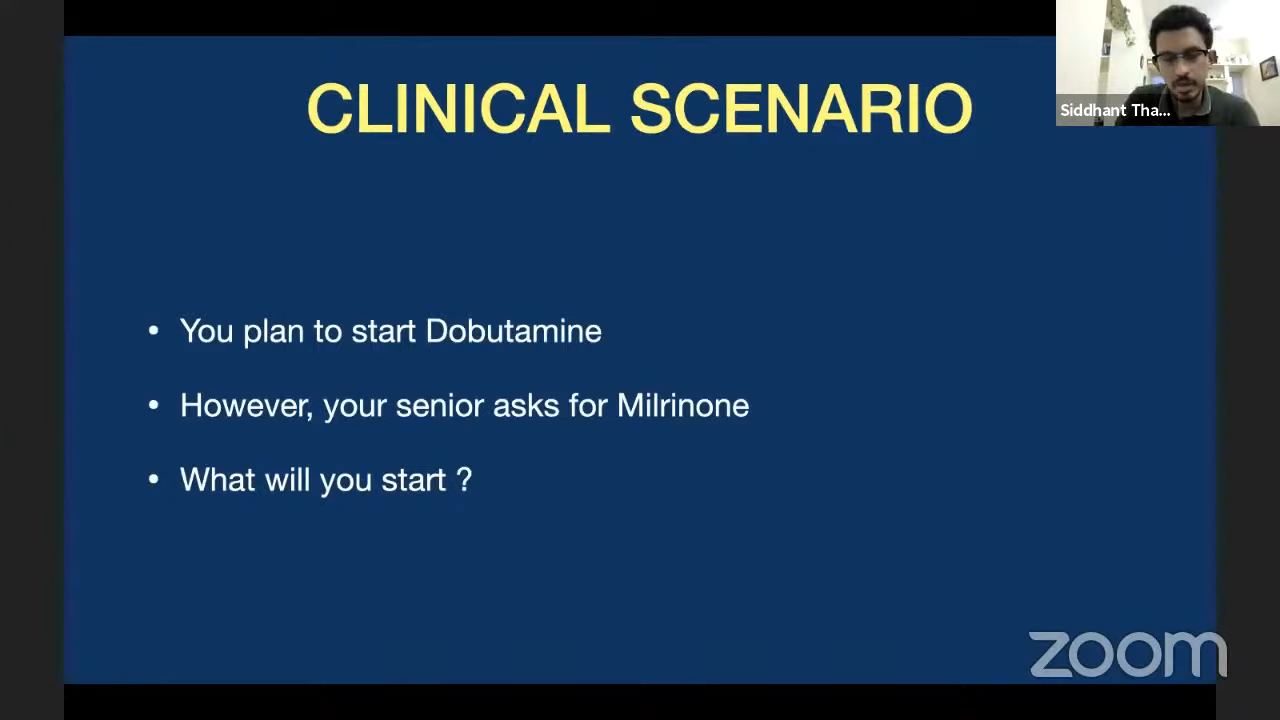 CLINICAL SCENARIO
Siddhant Tha...
• You plan to start Dobutamine
• However, your senior asks for Milrinone
• What will you start ?
zoom